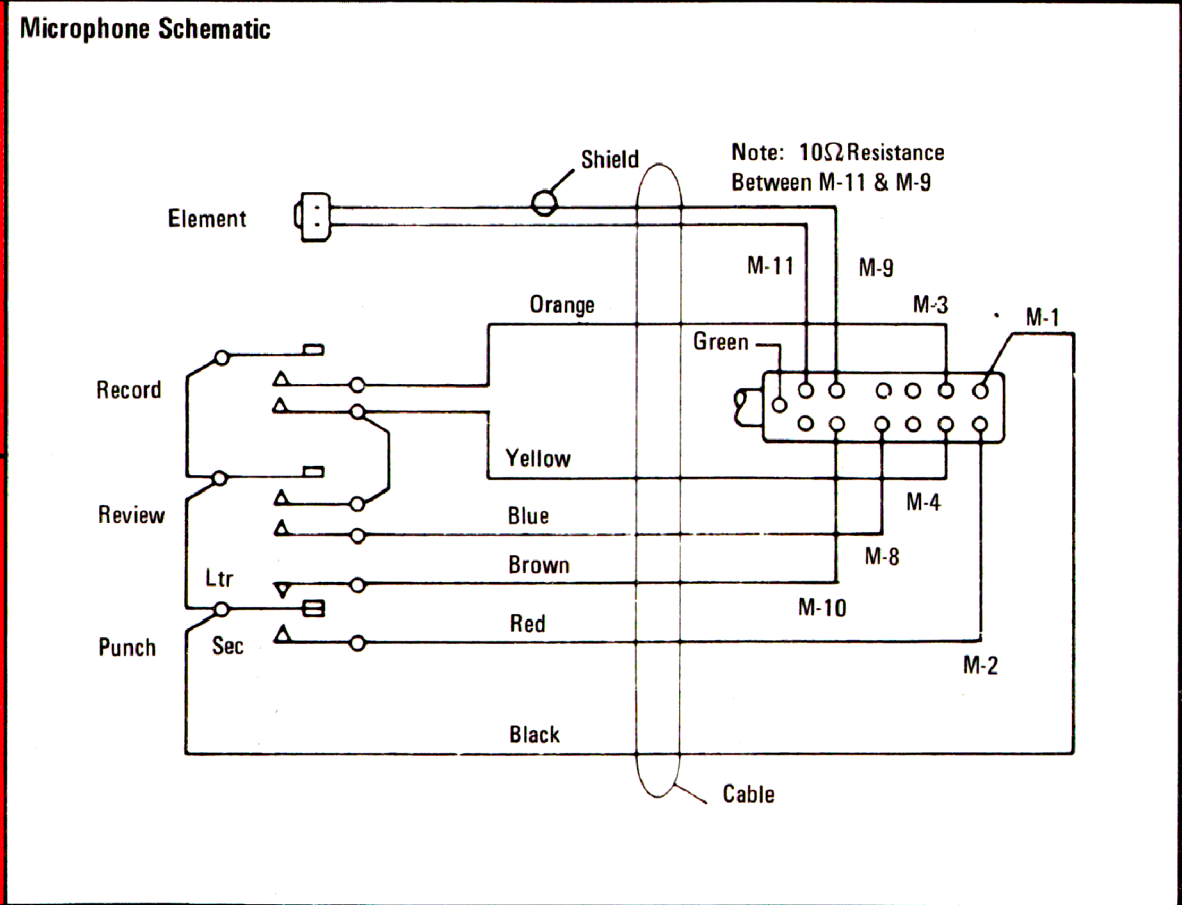 Microphone Schematic
Shield
Note: 10Ω Resistance
Between M-11 & M-9
Element
M-11
M-9
Orange
M-3
M-1
Green
Record
Yellow
M-4
Review
Blue
M-8
Brown
Ltr
M-10
Red
Punch
Sec
M-2
Black
Cable